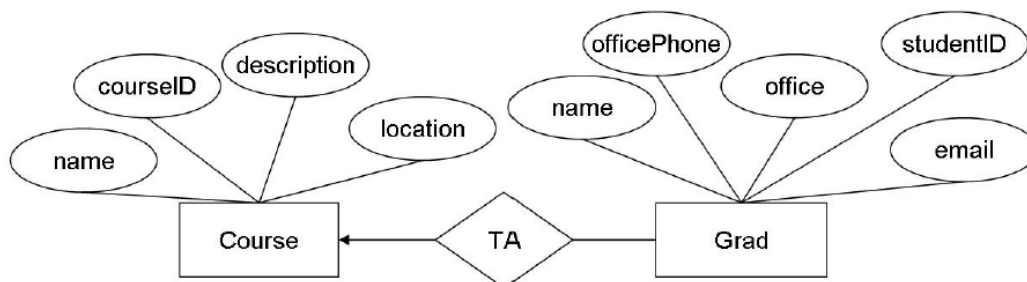 officePhone
studentID
description
courseID
office
name
location
name
email
Course
TA
Grad